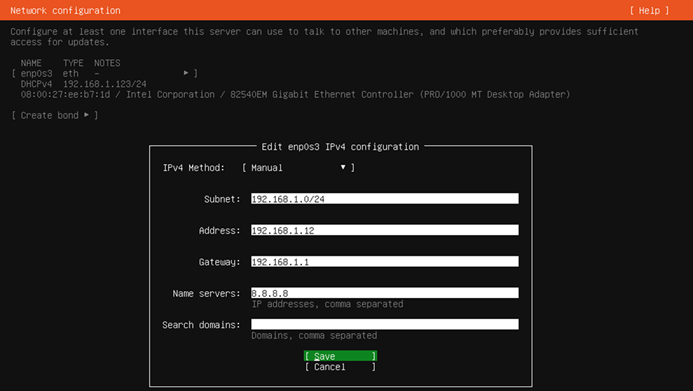 Network configuration [ Help ]
Configure at least one interface this server can use to talk to other machines, and which preferably provides sufficient
access for updates.
NAME TYPE NOTES
[ enp0s3 eth - ▸ ]
DHCPv4 192.168.1.123/24
08:00:27:ee:b7:1d / Intel Corporation / 82540EM Gigabit Ethernet Controller (PRO/1000 MT Desktop Adapter)
[ Create bond ▸ ]
Edit enp0s3 IPv4 configuration
IPv4 Method: [ Manual ▾ ]
Subnet: 192.168.1.0/24
Address: 192.168.1.12
Gateway: 192.168.1.1
Name servers: 8.8.8.8
IP addresses, comma separated
Search domains:
Domains, comma separated
[ Save ]
[ Cancel ]